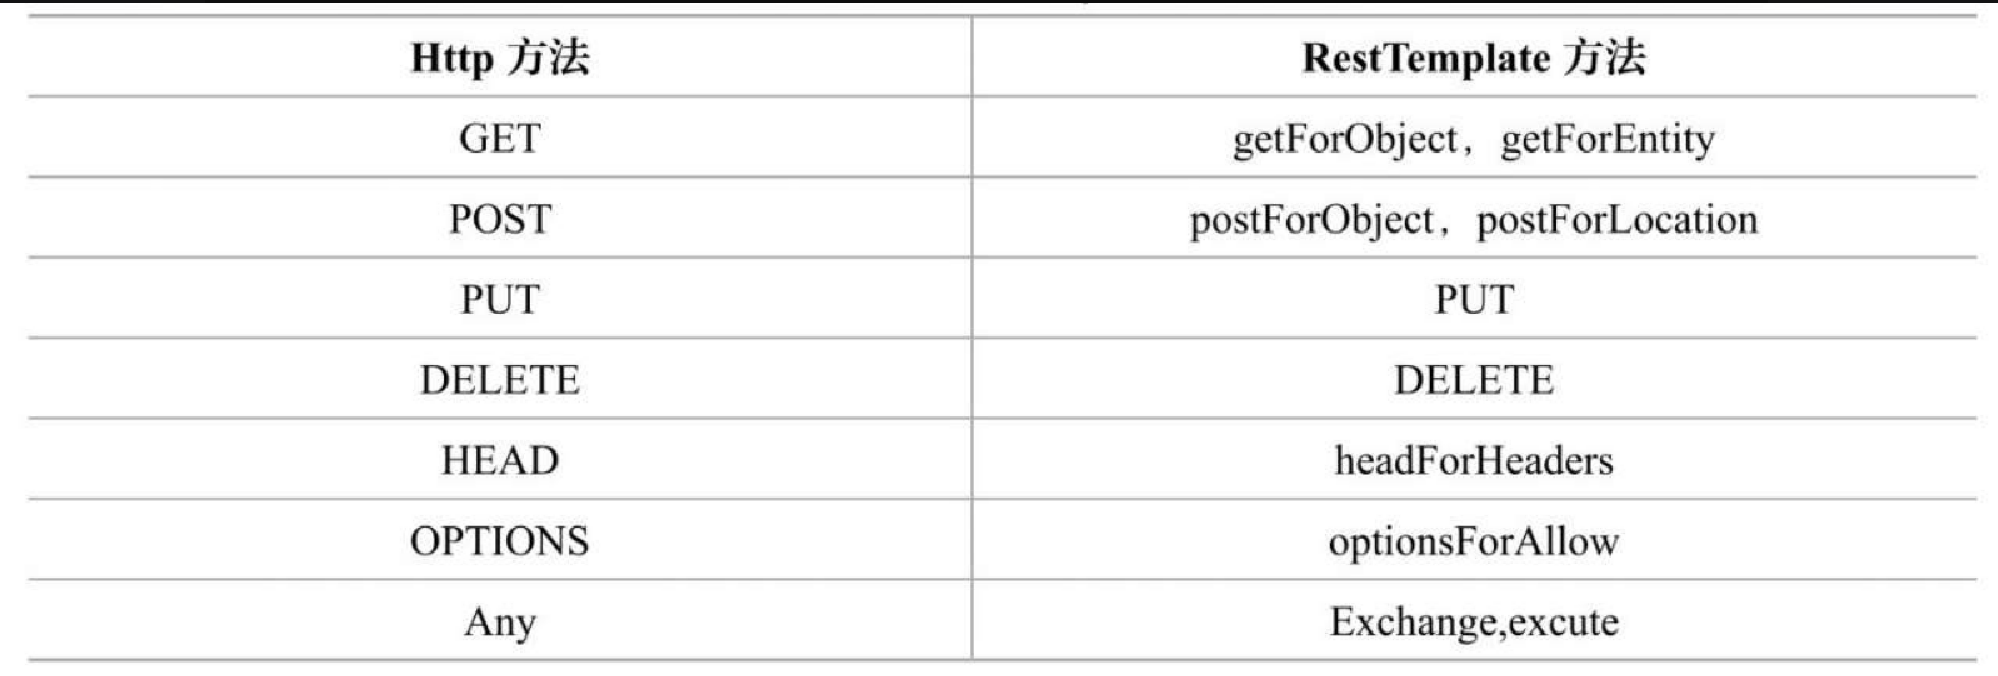 Http 方法 RestTemplate 方法
GET getForObject，getForEntity
POST postForObject，postForLocation
PUT PUT
DELETE DELETE
HEAD headForHeaders
OPTIONS optionsForAllow
Any Exchange,excute